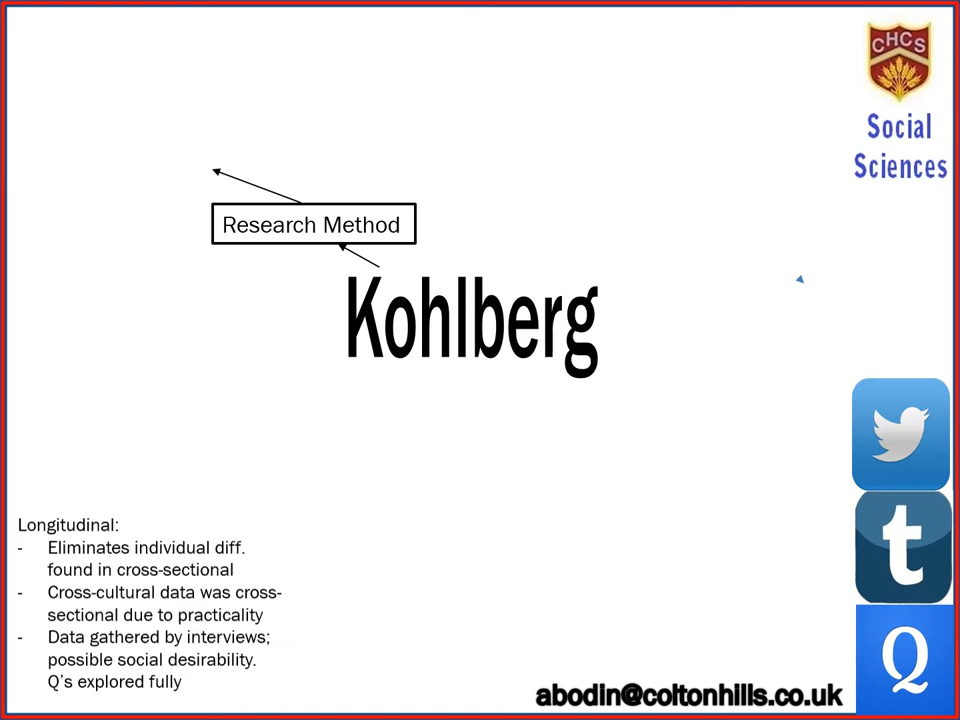 CHCS
Social
Sciences
Research Method
Kohlberg
Longitudinal:
- Eliminates individual diff.
found in cross-sectional
- Cross-cultural data was cross-
sectional due to practicality
- Data gathered by interviews;
possible social desirability.
Q's explored fully
t
Q
abodin@coltonhills.co.uk